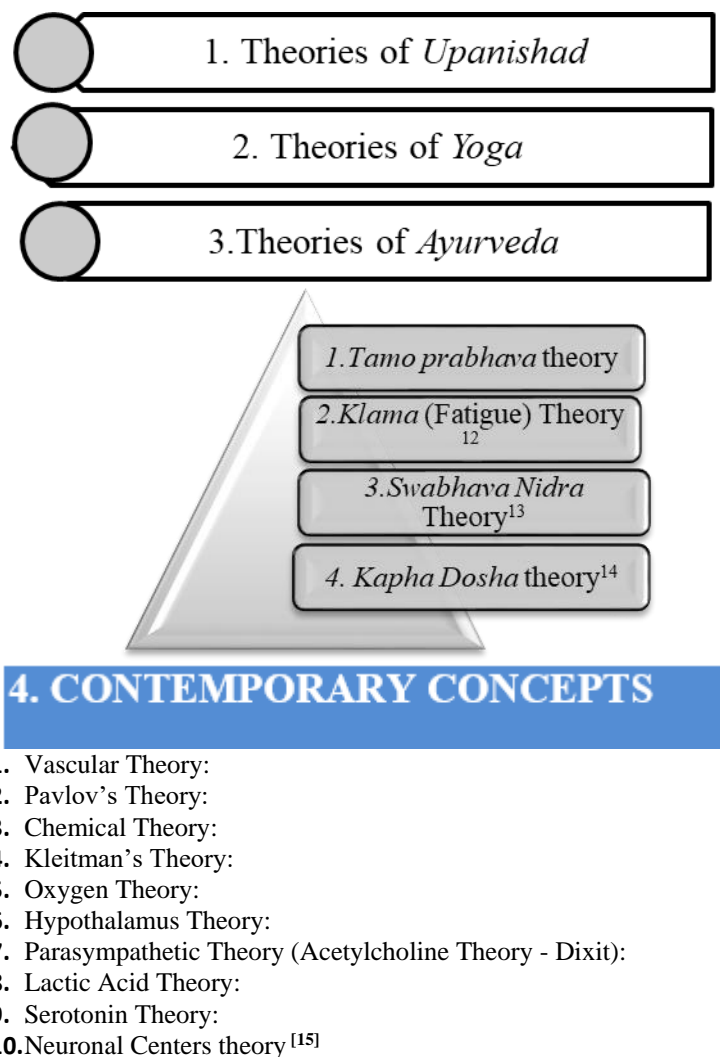 1. Theories of Upanishad
2. Theories of Yoga
3.Theories of Ayurveda
1.Tamo prabhava theory
2.Klama (Fatigue) Theory
12
3.Swabhava Nidra
Theory13
4. Kapha Dosha theory14
4. CONTEMPORARY CONCEPTS
. Vascular Theory:
. Pavlov’s Theory:
. Chemical Theory:
. Kleitman’s Theory:
. Oxygen Theory:
. Hypothalamus Theory:
. Parasympathetic Theory (Acetylcholine Theory - Dixit):
. Lactic Acid Theory:
. Serotonin Theory:
0.Neuronal Centers theory [15]